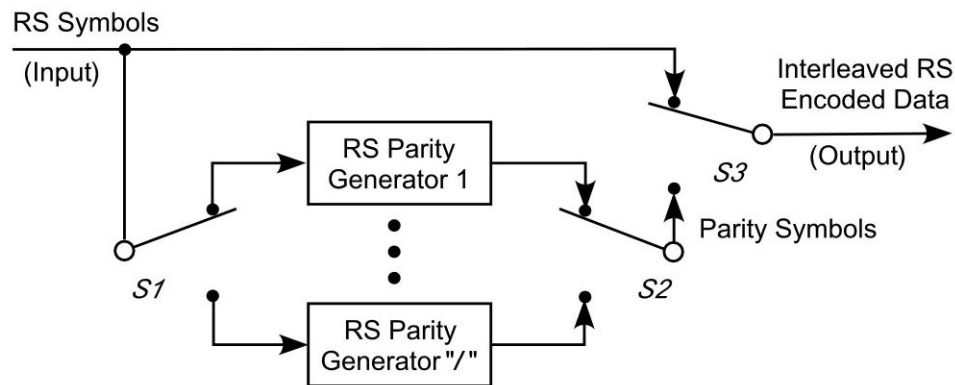 RS Symbols
(Input)
Interleaved RS
Encoded Data
(Output)
RS Parity
Generator 1
S1
S2
S3
Parity Symbols
RS Parity
Generator "/"